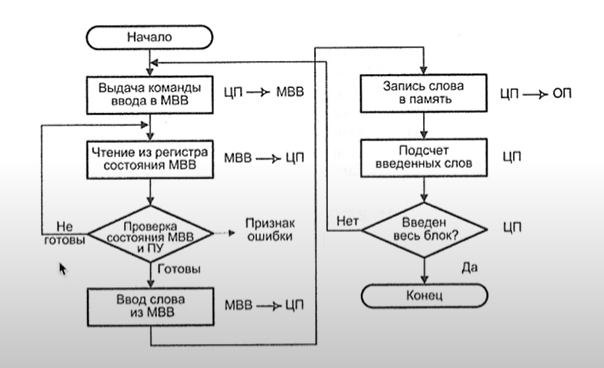 Начало
Выдача команды
ввода в МВВ
ЦП → МВВ
Чтение из регистра
состояния МВВ
МВВ → ЦП
Не
готовы
Проверка
состояния МВВ
и ПУ
Признак
ошибки
Готовы
Ввод слова
из МВВ
МВВ → ЦП
Запись слова
в память
ЦП → ОП
Подсчет
введенных слов
ЦП
Нет
Введен
весь блок?
ЦП
Да
Конец